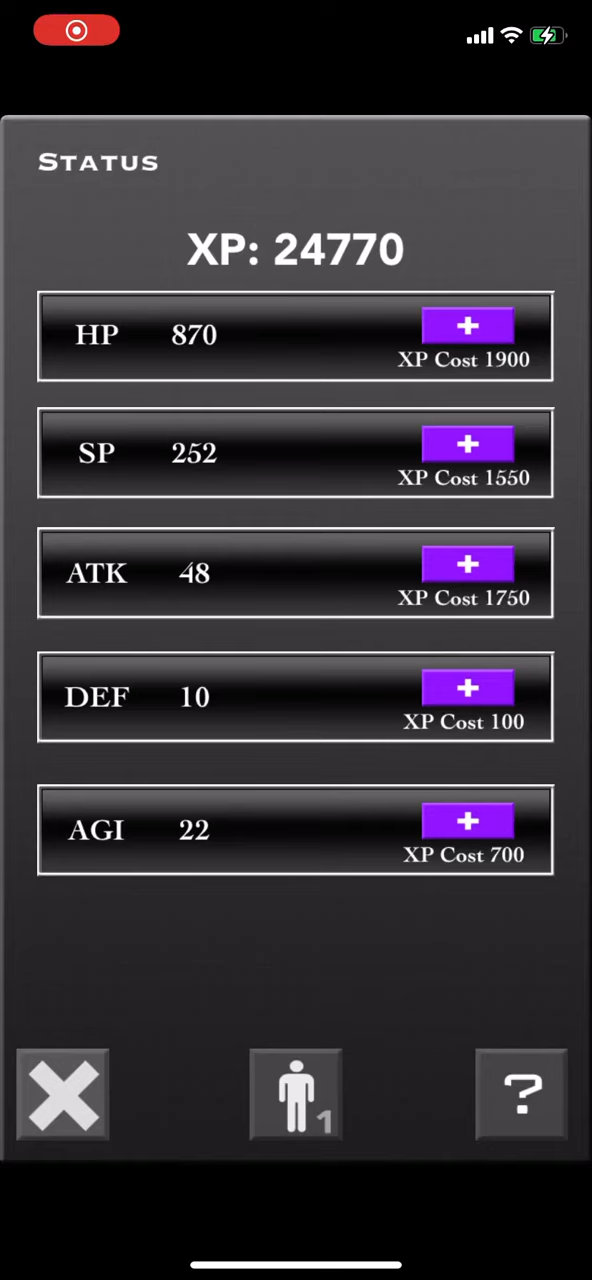 Status
XP: 24770
HP 870
+
XP Cost 1900
SP 252
+
XP Cost 1550
ATK 48
+
XP Cost 1750
DEF 10
+
XP Cost 100
AGI 22
+
XP Cost 700
1
?